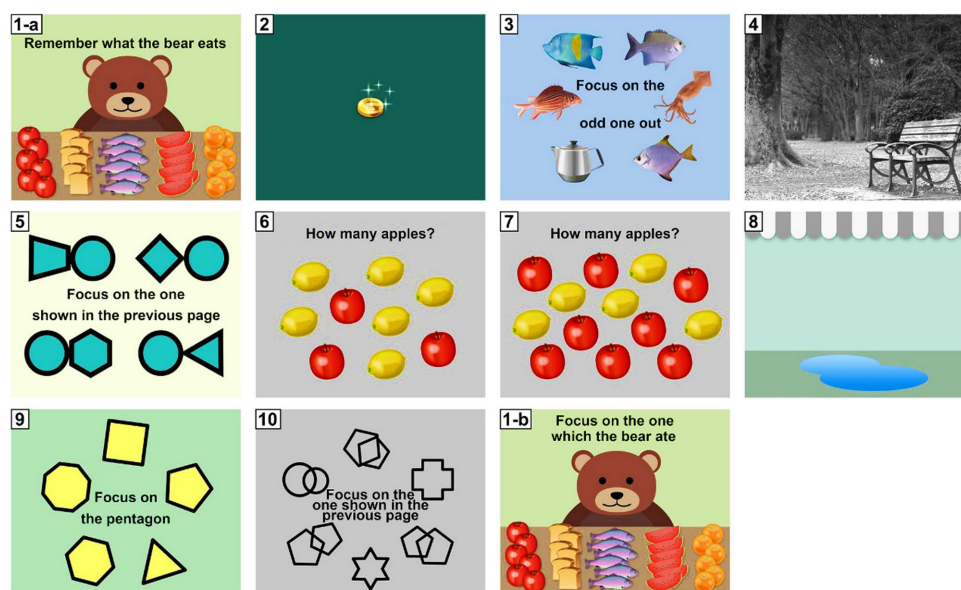 1-a
Remember what the bear eats
2
3
Focus on the
odd one out
4
5
Focus on the one
shown in the previous page
6
How many apples?
7
How many apples?
8
9
Focus on
the pentagon
10
Focus on the
one shown in the
previous page
1-b
Focus on the one
which the bear ate